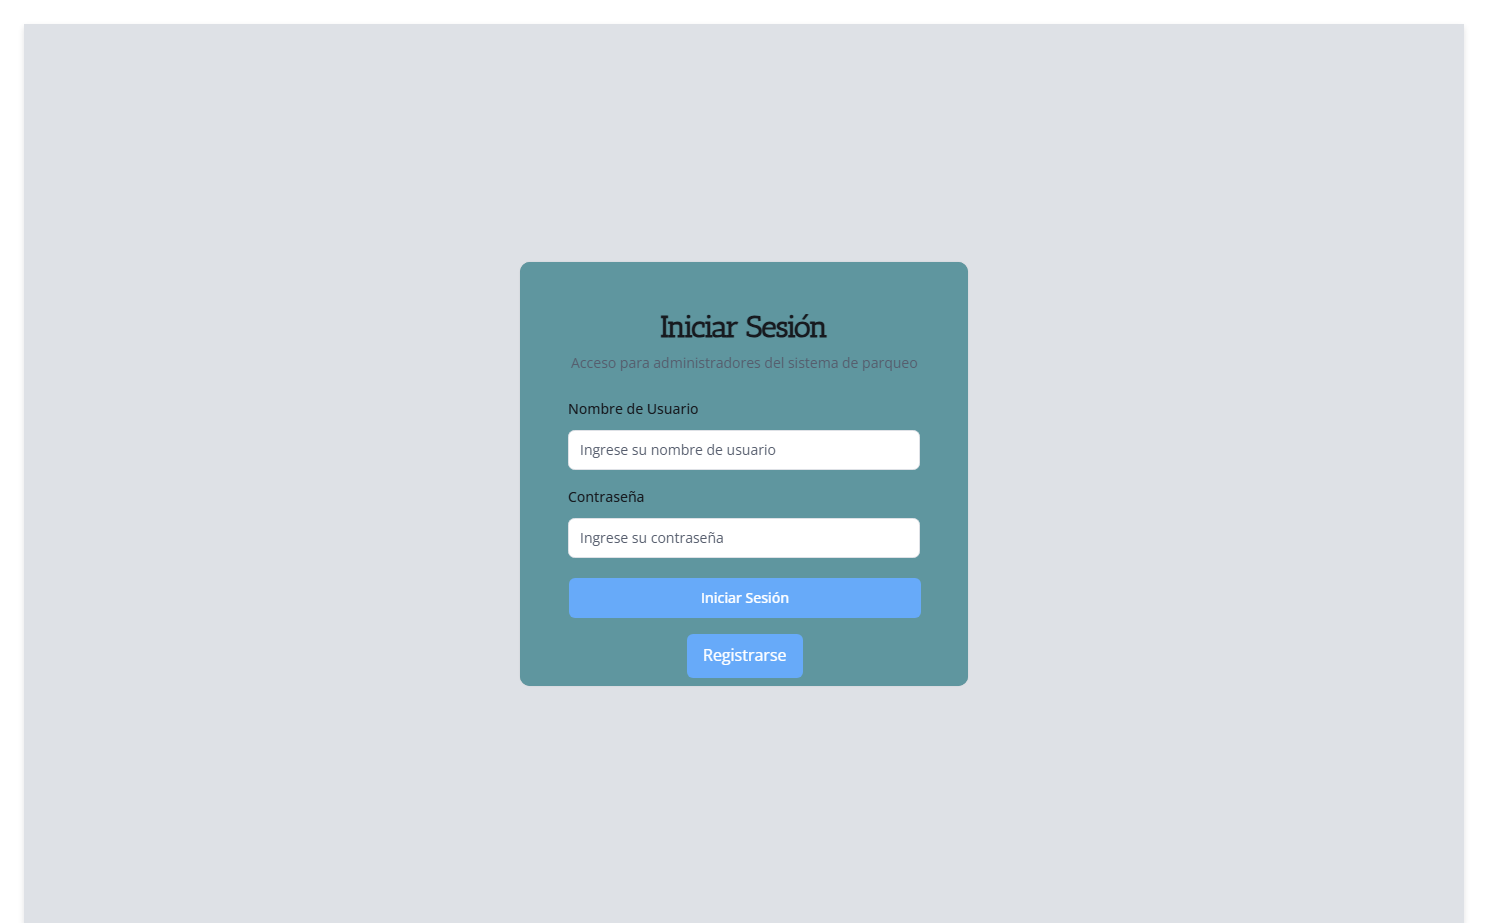 Iniciar Sesión
Acceso para administradores del sistema de parqueo
Nombre de Usuario
Ingrese su nombre de usuario
Contraseña
Ingrese su contraseña
Iniciar Sesión
Registrarse